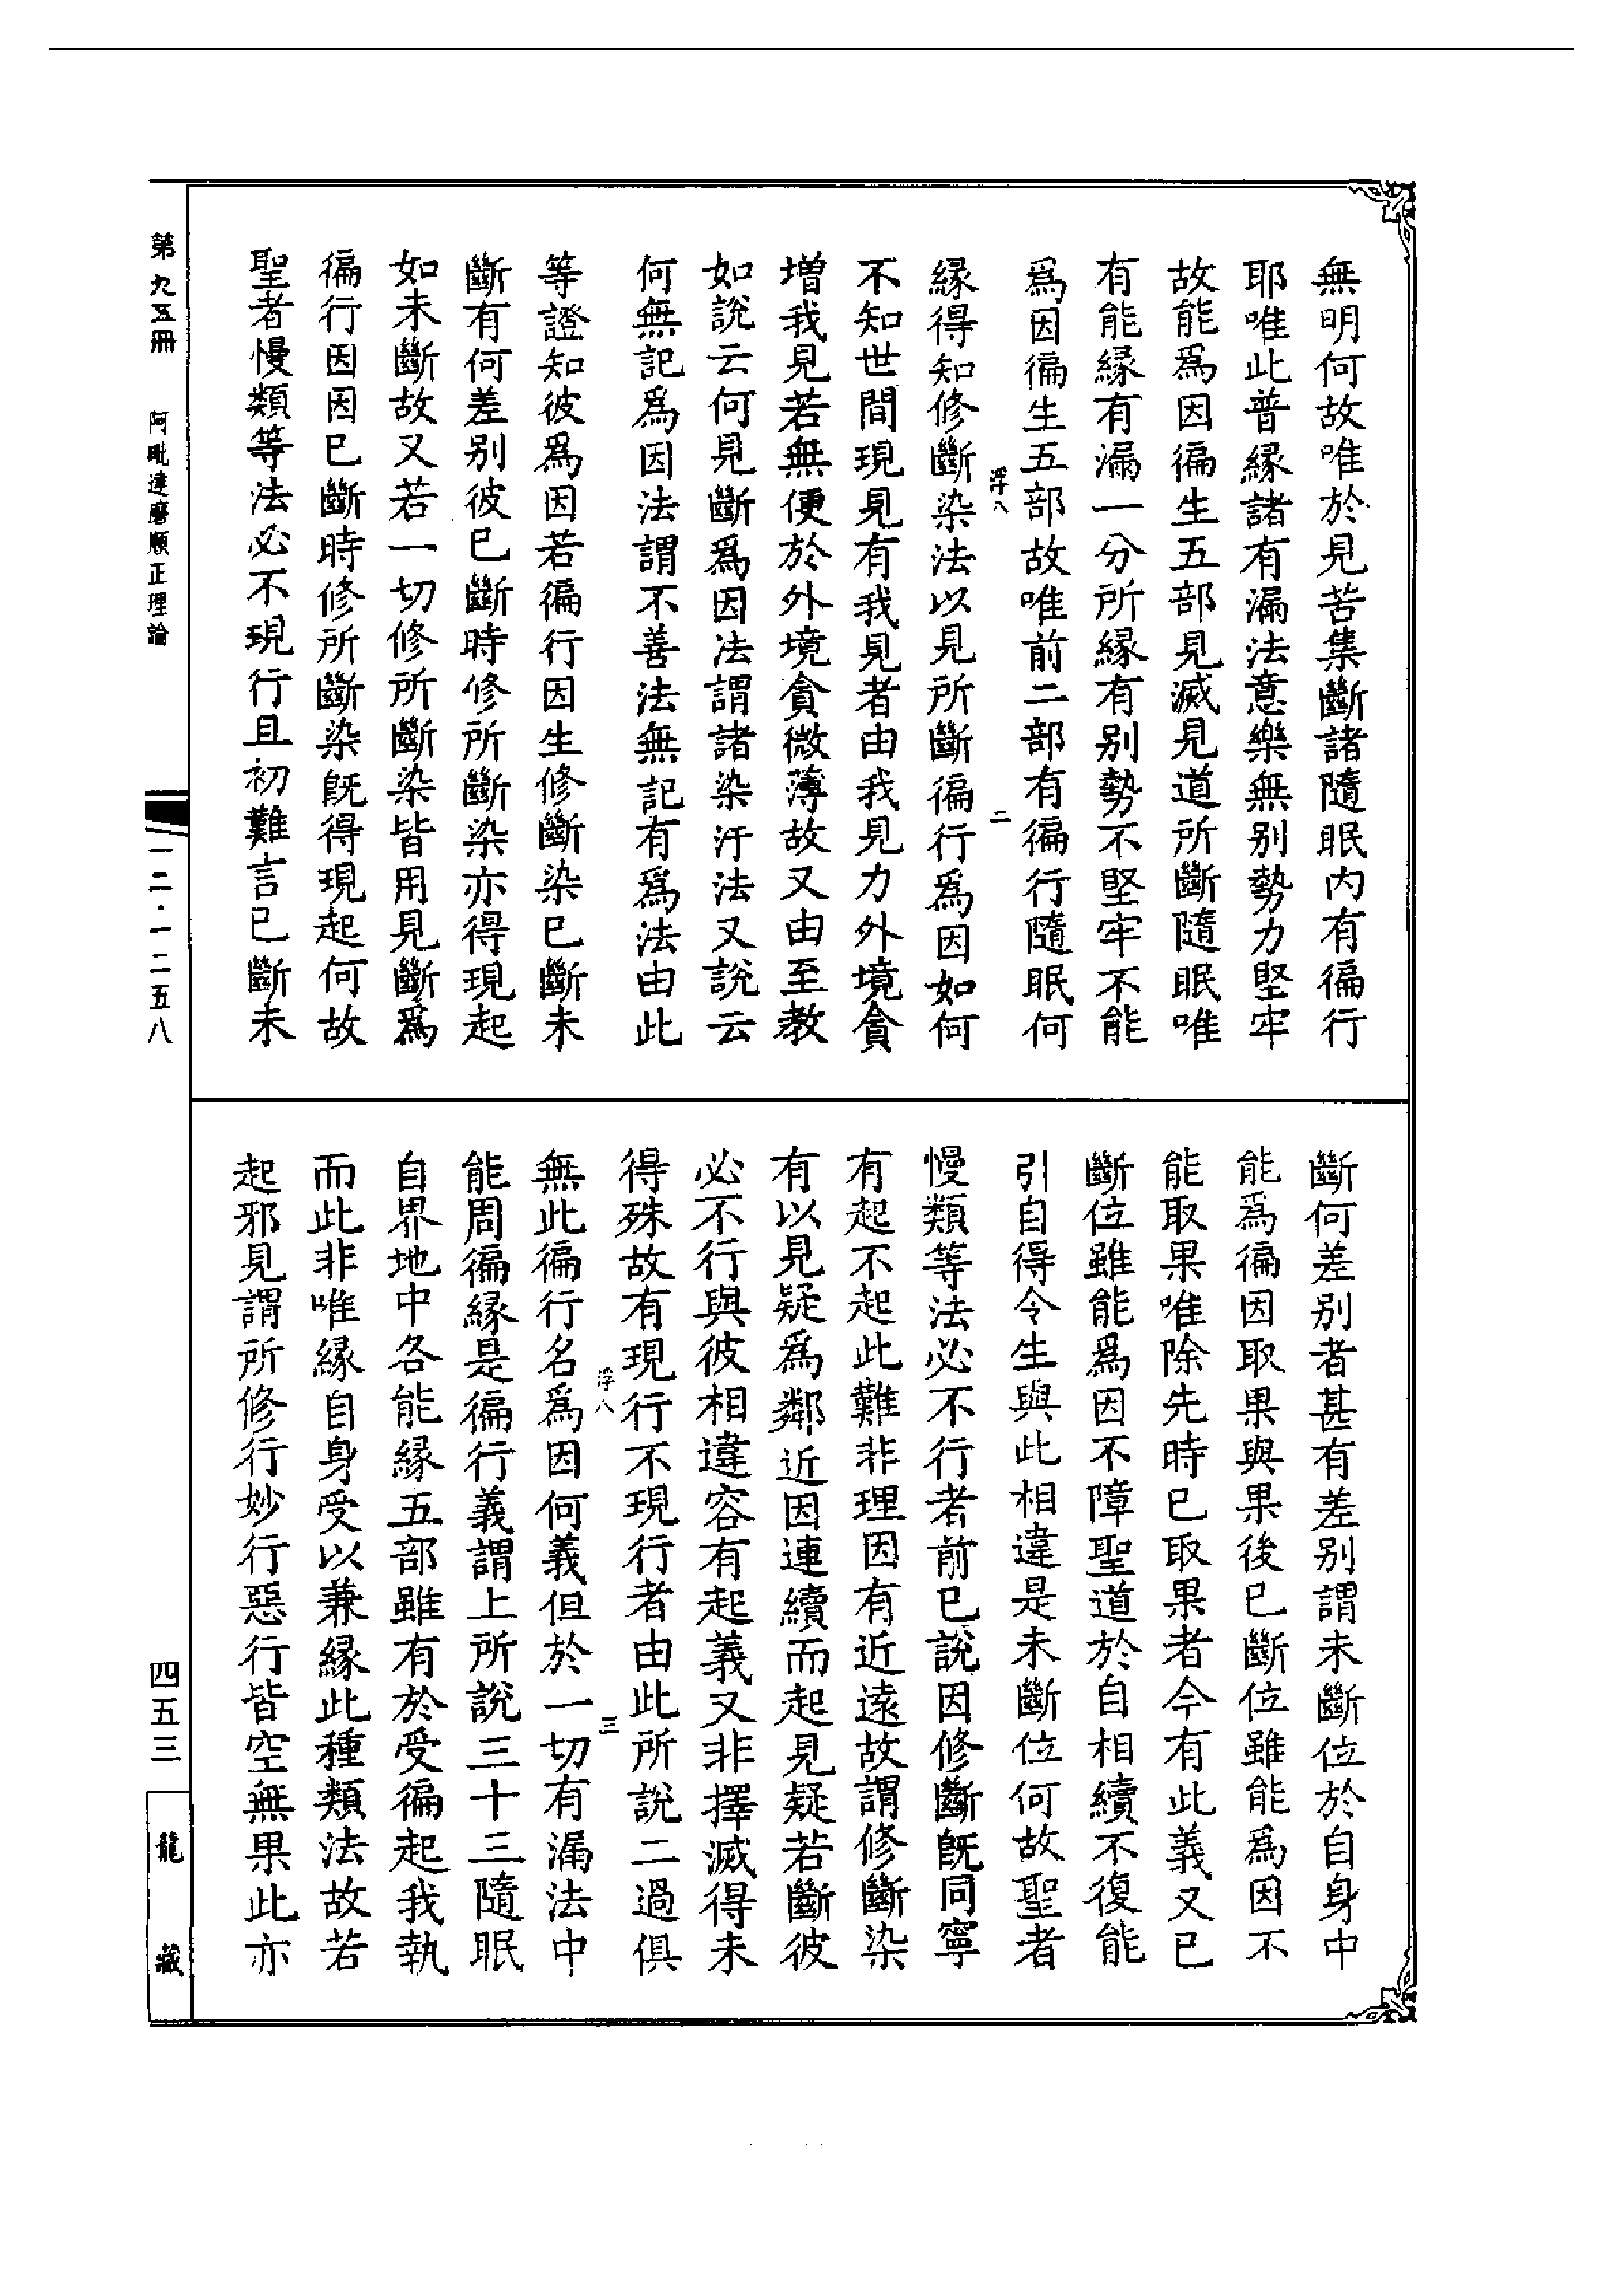 無明何故唯於見苦集斷諸隨眠内有徧行
耶唯此普緣諸有漏法意樂無別勢力堅牢
故能爲因徧生五部見滅見道所斷隨眠唯
有能緣有漏一分所緣有別勢不堅牢不能
爲因徧生五部故唯前二部有徧行隨眠何
浮八 二
緣得知修斷染法以見所斷徧行爲因如何
不知世間現見有我見者由我見力外境貪
增我見若無便於外境貪微薄故又由至教
如說云何見斷爲因法謂諸染汙法又說云
何無記爲因法謂不善法無記有爲法由此
等證知彼爲因若徧行因生修斷染已斷未
斷有何差别彼已斷時修所斷染亦得現起
如未斷故又若一切修所斷染皆用見斷爲
徧行因因已斷時修所斷染旣得現起何故
聖者慢類等法必不現行且初難言已斷未
斷何差别者甚有差别謂未斷位於自身中
能爲徧因取果與果後已斷位雖能爲因不
能取果唯除先時已取果者今有此義又已
斷位雖能爲因不障聖道於自相續不復能
引自得令生與此相違是未斷位何故聖者
慢類等法必不行者前已說因修斷旣同寧
有起不起此難非理因有近遠故謂修斷染
有以見疑爲鄰近因連續而起見疑若斷彼
必不行與彼相違容有起義又非擇滅得未
得殊故有現行不現行者由此所說二過俱
浮八 三
無此徧行名爲因何義但於一切有漏法中
能周徧緣是徧行義謂上所說三十三隨眠
自界地中各能緣五部雖有於受徧起我執
而此非唯緣自身受以兼緣此種類法故若
起邪見謂所修行妙行惡行皆空無果此亦
第九五冊 阿毗達磨順正理論 一二·一二五八 四五三 龍藏